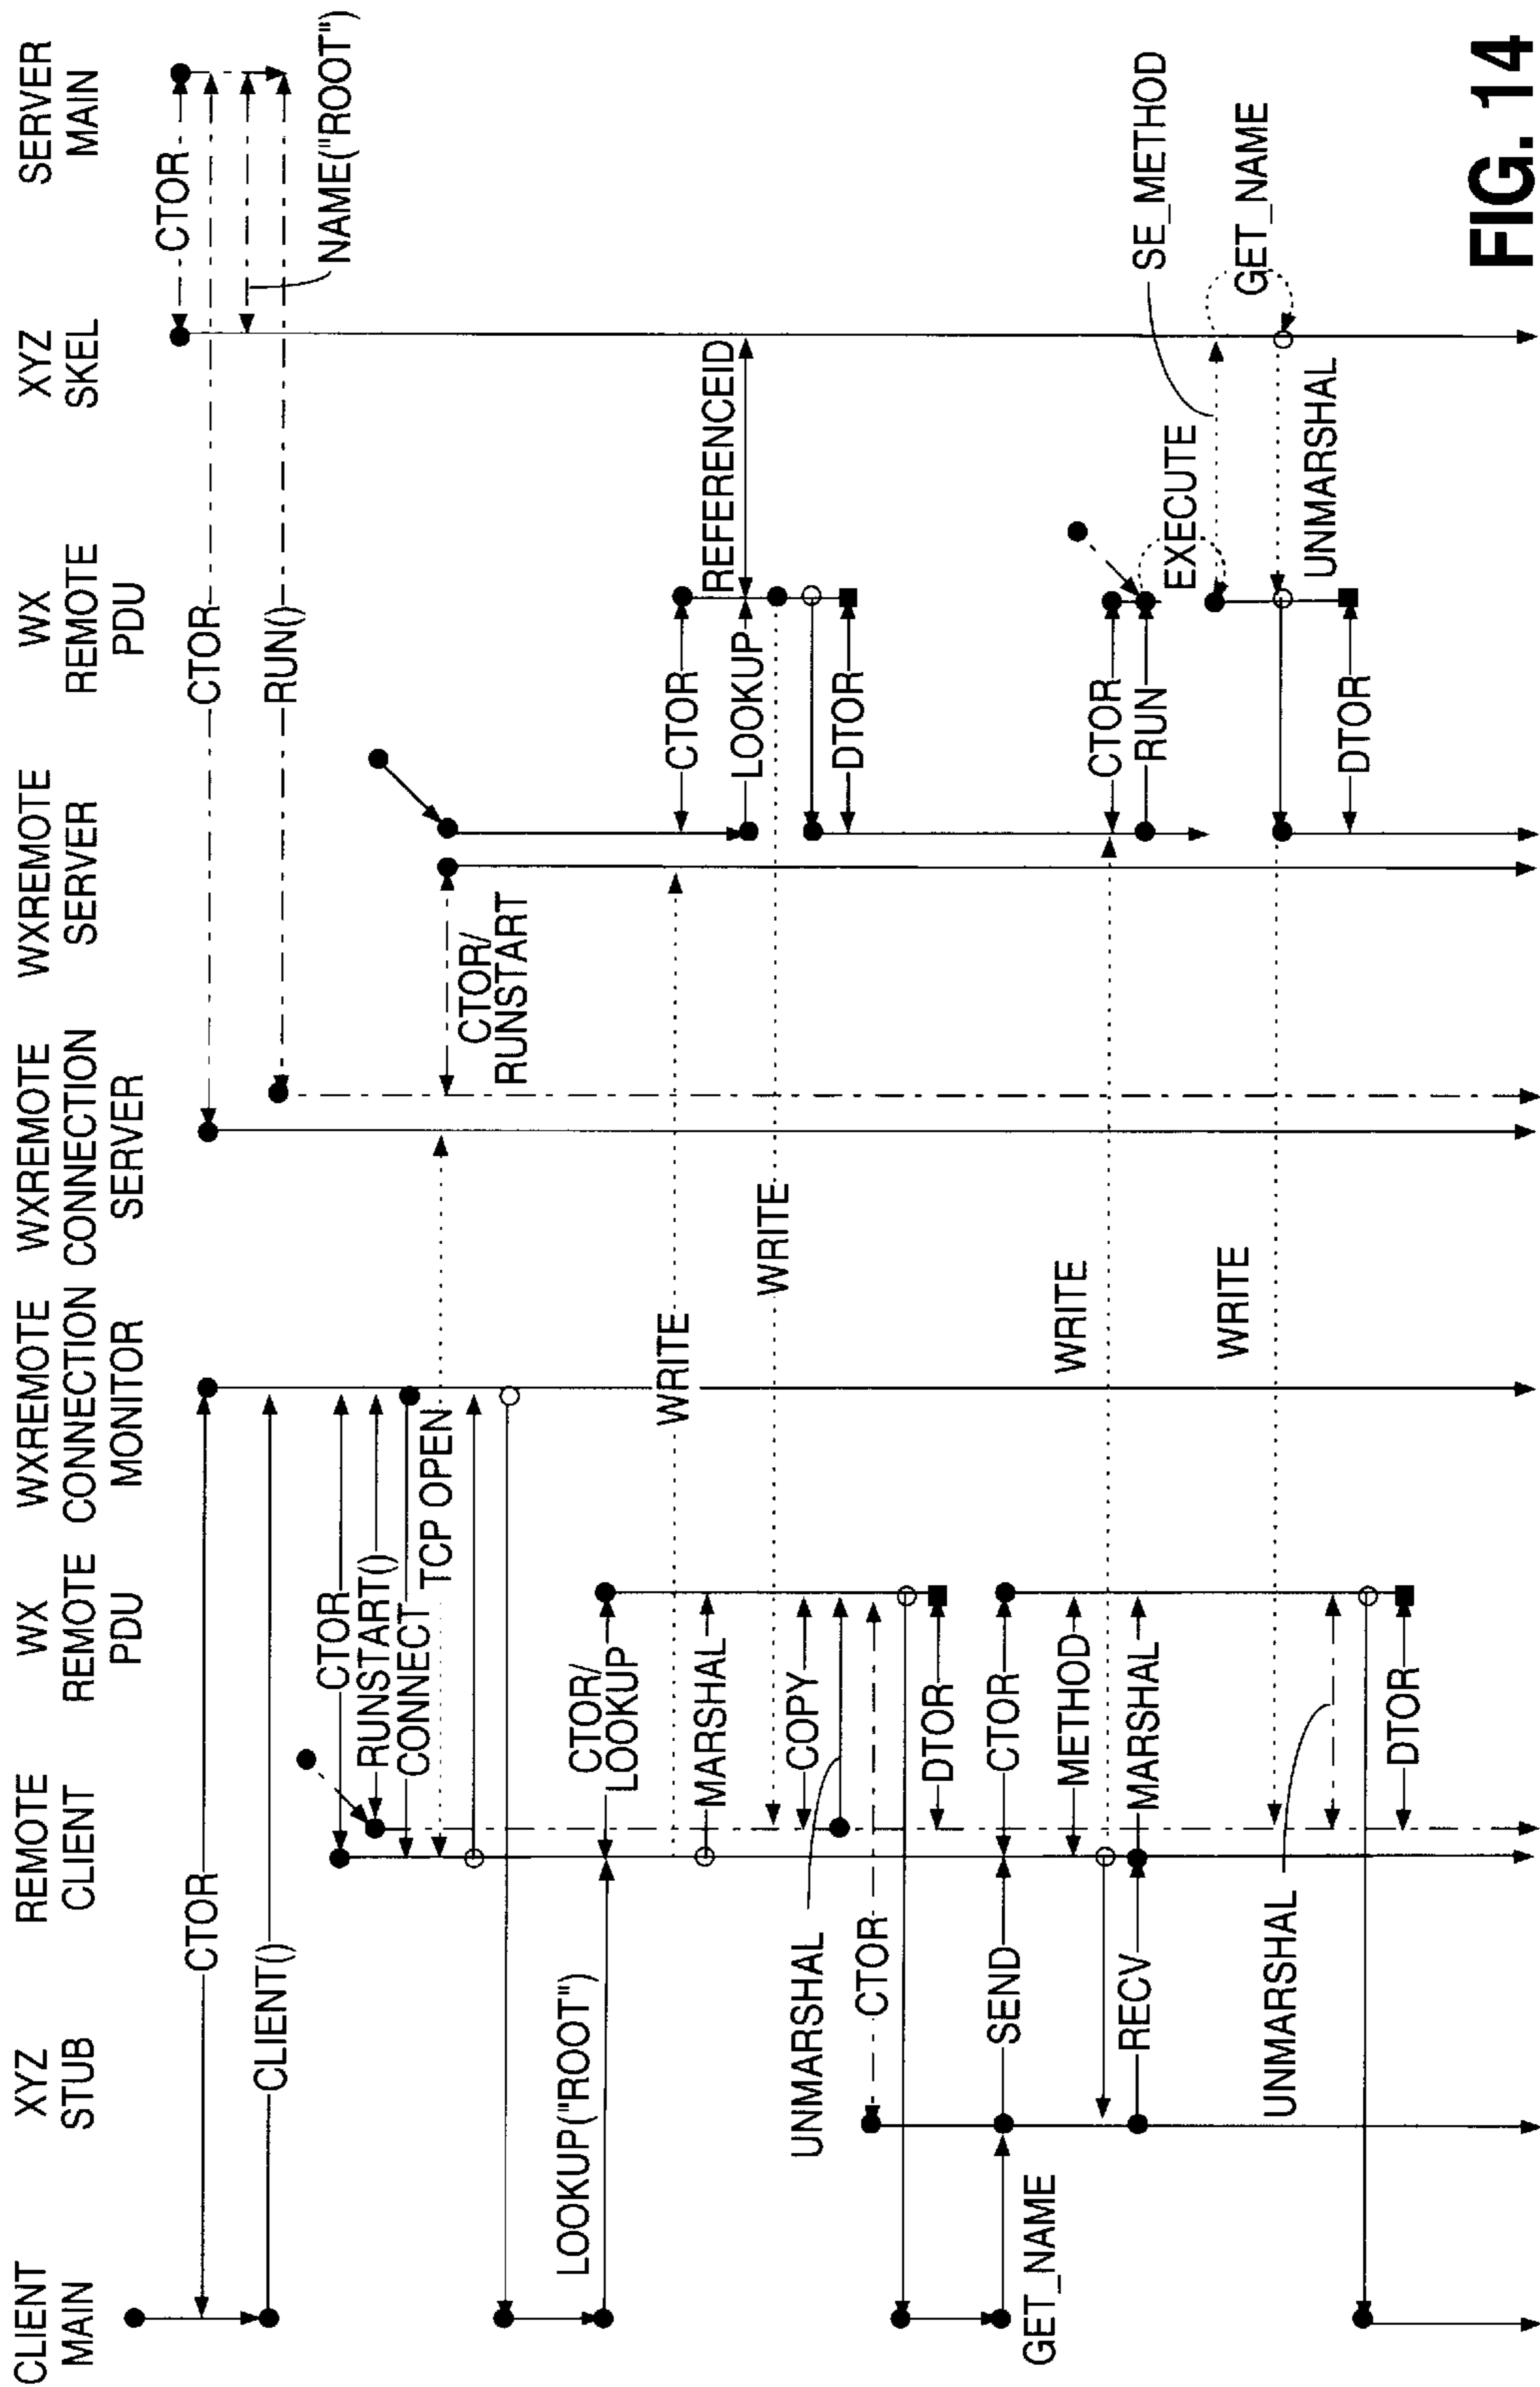 CLIENT
MAIN
XYZ
STUB
REMOTE
CLIENT
WX
REMOTE
PDU
WXREMOTE
CONNECTION
MONITOR
WXREMOTE
CONNECTION
SERVER
WXREMOTE
SERVER
WX
REMOTE
PDU
XYZ
SKEL
SERVER
MAIN
CTOR
CTOR
CTOR
NAME("ROOT")
CLIENT()
RUN()
CTOR
RUNSTART()
CONNECT
TCP OPEN
CTOR/
RUNSTART
LOOKUP("ROOT")
CTOR/
LOOKUP
WRITE
CTOR
MARSHAL
REFERENCEID
LOOKUP
WRITE
COPY
UNMARSHAL
DTOR
CTOR
DTOR
GET_NAME
SEND
CTOR
METHOD
WRITE
CTOR
RECV
MARSHAL
RUN
SE_METHOD
EXECUTE
GET_NAME
WRITE
UNMARSHAL
UNMARSHAL
DTOR
DTOR
FIG. 14